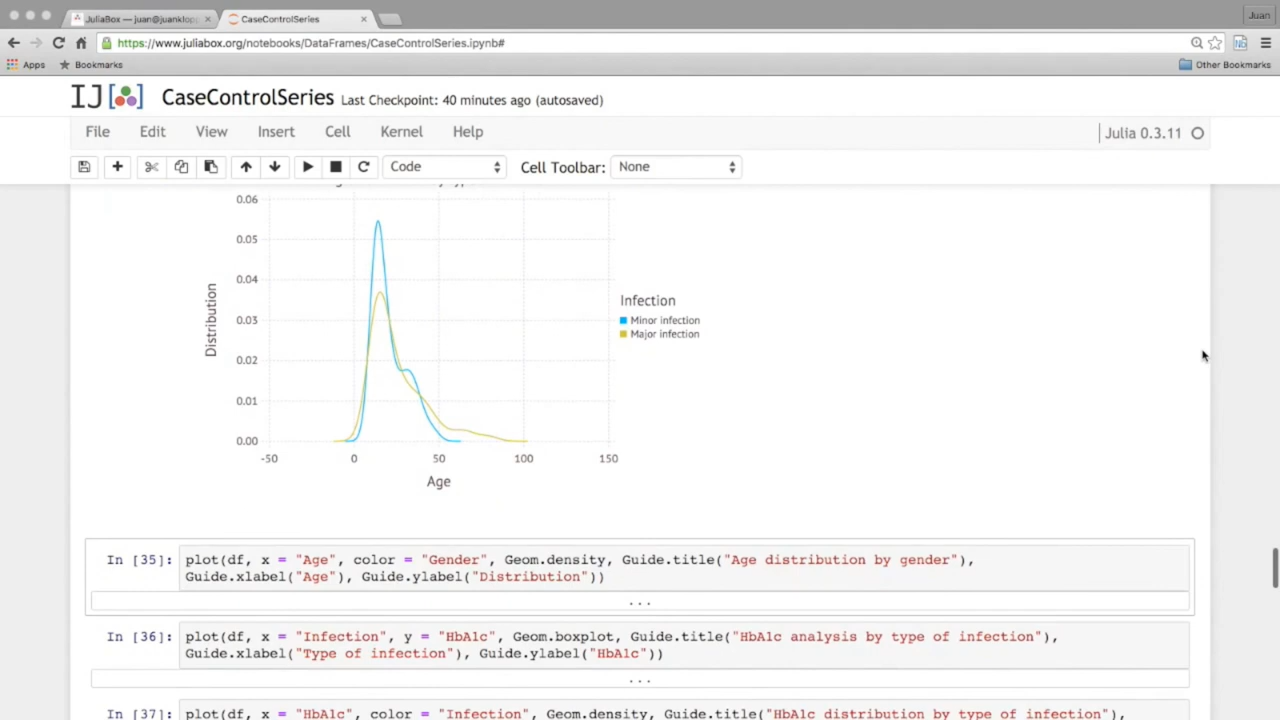 JuliaBox — juan@juanklopp
CaseControlSeries
Juan
https://www.juliabox.org/notebooks/DataFrames/CaseControlSeries.ipynb#
Apps
Bookmarks
Other Bookmarks
IJ[ ] CaseControlSeries Last Checkpoint: 40 minutes ago (autosaved)
File Edit View Insert Cell Kernel Help
Julia 0.3.11
Code
Cell Toolbar: None
0.06
0.05
0.04
0.03
0.02
0.01
0.00
Distribution
-50 0 50 100 150
Age
Infection
Minor infection
Major infection
In [35]: plot(df, x = "Age", color = "Gender", Geom.density, Guide.title("Age distribution by gender"),
Guide.xlabel("Age"), Guide.ylabel("Distribution"))
...
In [36]: plot(df, x = "Infection", y = "HbA1c", Geom.boxplot, Guide.title("HbA1c analysis by type of infection"),
Guide.xlabel("Type of infection"), Guide.ylabel("HbA1c"))
...
In [37]: plot(df, x = "HbA1c", color = "Infection", Geom.density, Guide.title("HbA1c distribution by type of infection"),